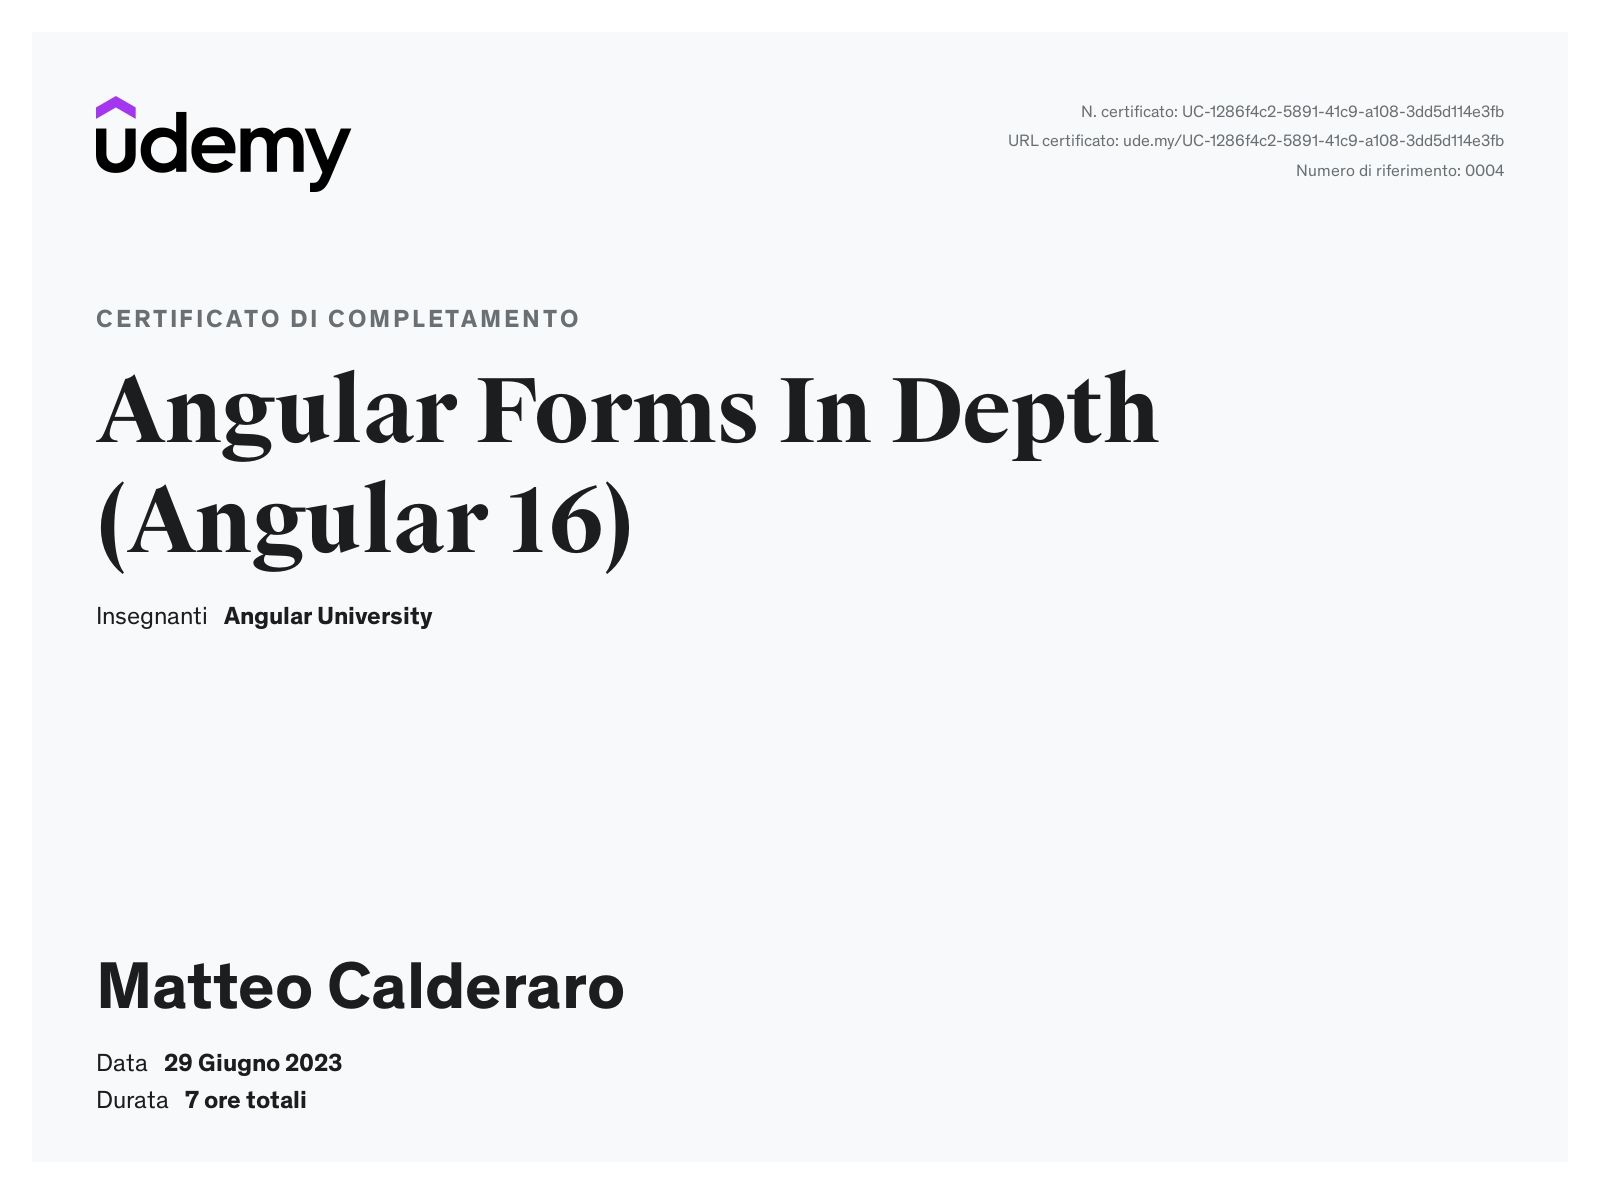 udemy
N. certificato: UC-1286f4c2-5891-41c9-a108-3dd5d114e3fb
URL certificato: ude.my/UC-1286f4c2-5891-41c9-a108-3dd5d114e3fb
Numero di riferimento: 0004
CERTIFICATO DI COMPLETAMENTO
Angular Forms In Depth
(Angular 16)
Insegnanti Angular University
Matteo Calderaro
Data 29 Giugno 2023
Durata 7 ore totali